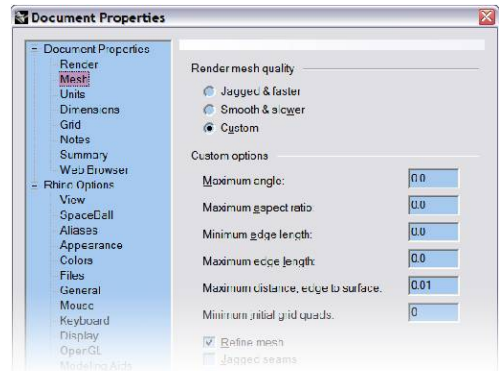 Document Properties
Document Properties
Render
Mesh
Units
Dimensions
Grid
Notes
Summary
Web Browser
Rhino Options
View
SpaceBall
Aliases
Appearance
Colors
Files
General
Mouse
Keyboard
Display
OpenGL
Modeling Aids
Render mesh quality
Jagged & faster
Smooth & slower
Custom
Custom options
Maximum angle: 0.0
Maximum aspect ratio: 0.0
Minimum edge length: 0.0
Maximum edge length: 0.0
Maximum distance, edge to surface: 0.01
Minimum initial grid quads: 0
Refine mesh
Jagged seams